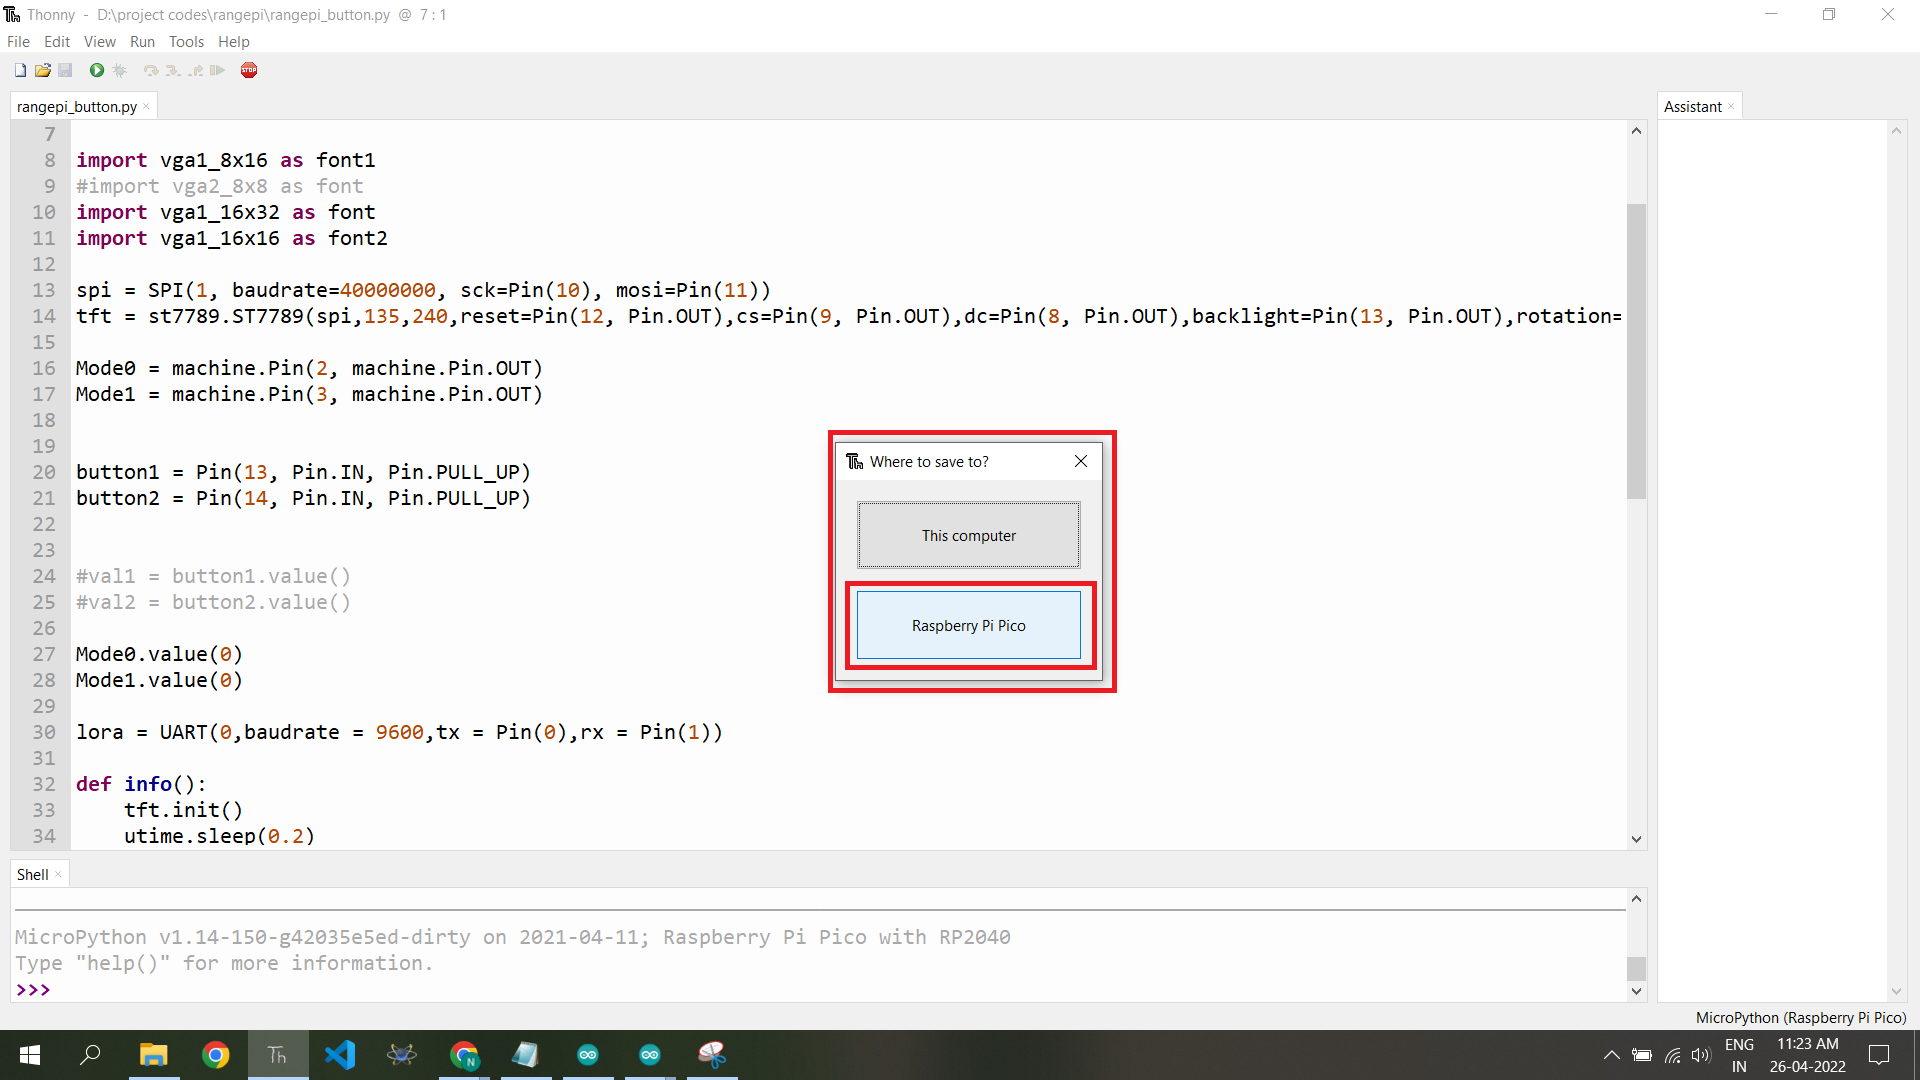 Thonny - D:\project codes\rangepi\rangepi_button.py @ 7 : 1
File Edit View Run Tools Help
STOP
rangepi_button.py ×
Assistant ×
7
8 import vga1_8x16 as font1
9 #import vga2_8x8 as font
10 import vga1_16x32 as font
11 import vga1_16x16 as font2
12
13 spi = SPI(1, baudrate=40000000, sck=Pin(10), mosi=Pin(11))
14 tft = st7789.ST7789(spi,135,240,reset=Pin(12, Pin.OUT),cs=Pin(9, Pin.OUT),dc=Pin(8, Pin.OUT),backlight=Pin(13, Pin.OUT),rotation=
15
16 Mode0 = machine.Pin(2, machine.Pin.OUT)
17 Mode1 = machine.Pin(3, machine.Pin.OUT)
18
19
20 button1 = Pin(13, Pin.IN, Pin.PULL_UP)
21 button2 = Pin(14, Pin.IN, Pin.PULL_UP)
22
23
24 #val1 = button1.value()
25 #val2 = button2.value()
26
27 Mode0.value(0)
28 Mode1.value(0)
29
30 lora = UART(0,baudrate = 9600,tx = Pin(0),rx = Pin(1))
31
32 def info():
33     tft.init()
34     utime.sleep(0.2)
Where to save to?
This computer
Raspberry Pi Pico
Shell ×
MicroPython v1.14-150-g42035e5ed-dirty on 2021-04-11; Raspberry Pi Pico with RP2040
Type "help()" for more information.
>>>
MicroPython (Raspberry Pi Pico)
Th
N
ENG
IN
11:23 AM
26-04-2022